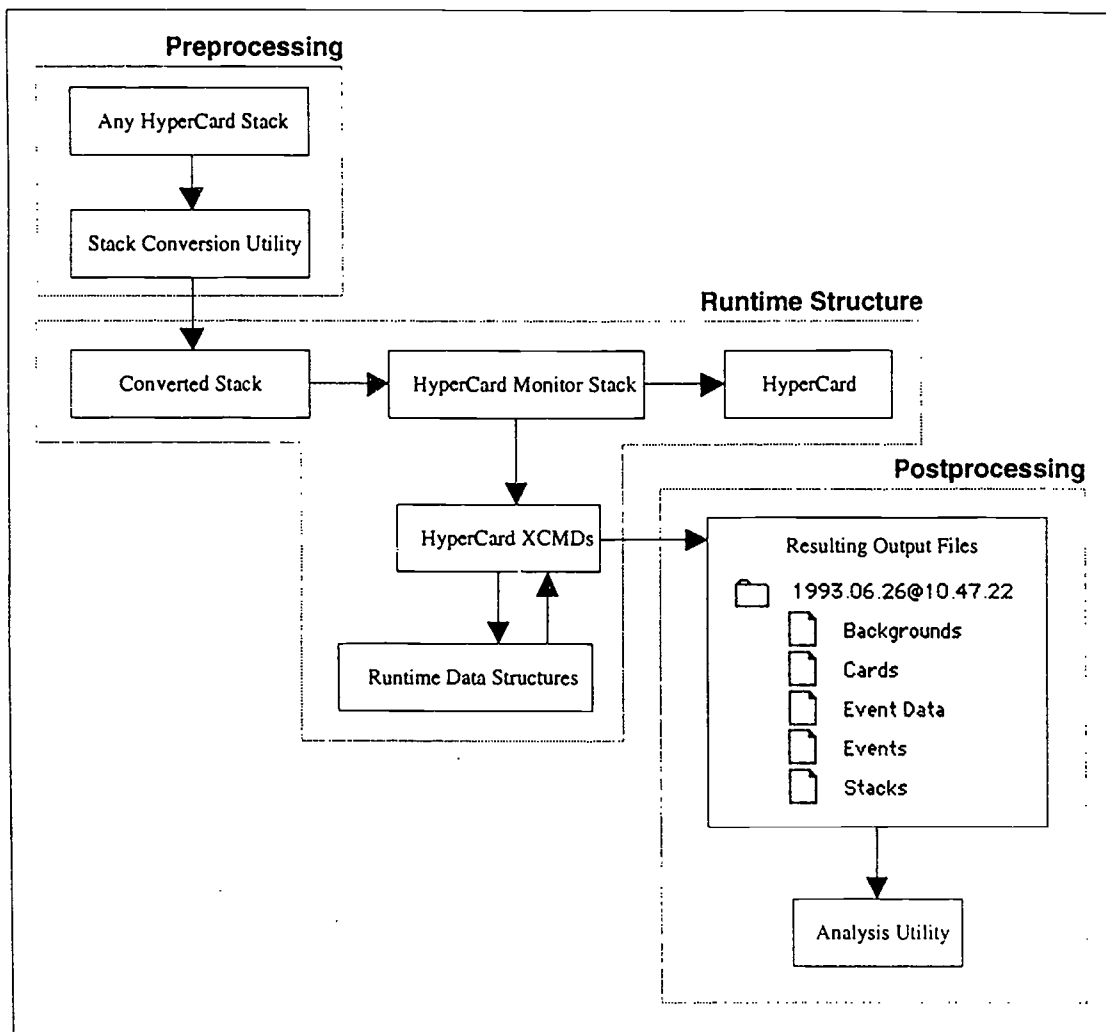 Preprocessing
Any HyperCard Stack
Stack Conversion Utility
Runtime Structure
Converted Stack
HyperCard Monitor Stack
HyperCard
HyperCard XCMDs
Runtime Data Structures
Postprocessing
Resulting Output Files
1993.06.26@10.47.22
Backgrounds
Cards
Event Data
Events
Stacks
Analysis Utility